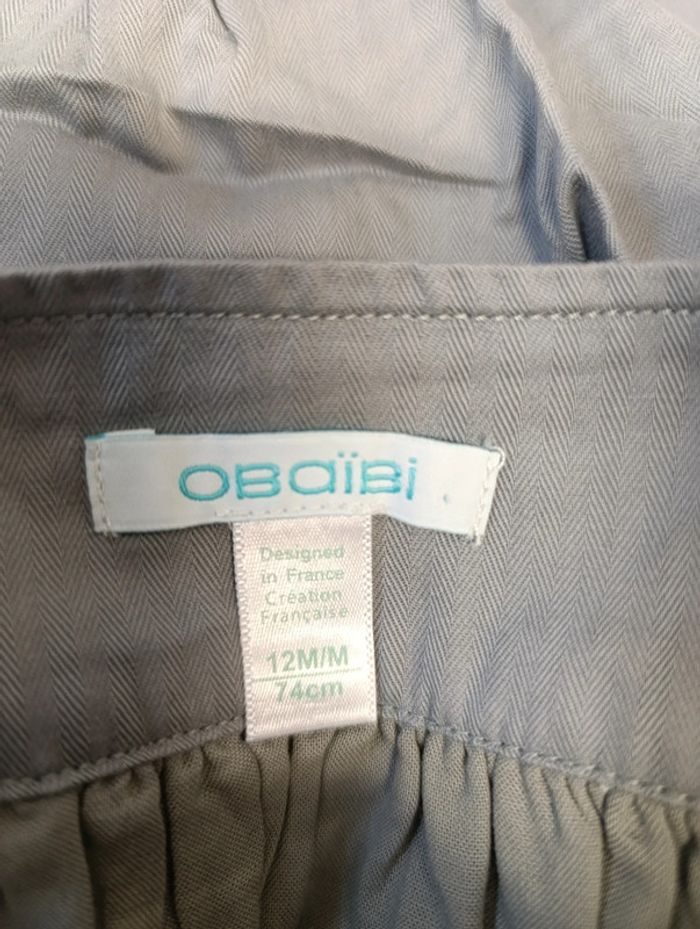 OBaïBi
Designed
in France
Création
Française
12M/M
74cm